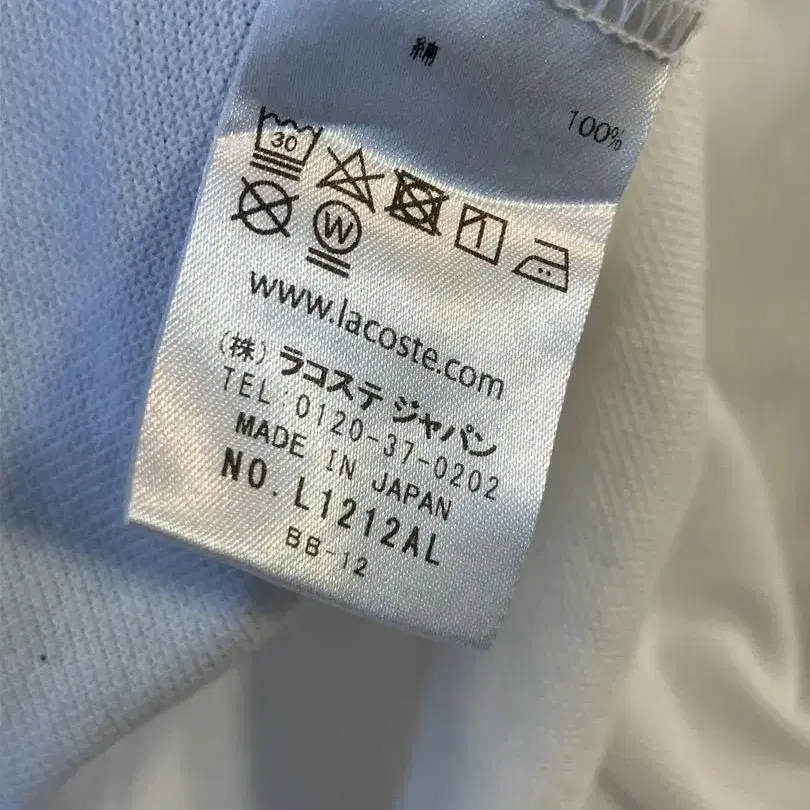 綿
100%
30
W
www.lacoste.com
(株) ラコステ ジャパン
TEL:0120-37-0202
MADE IN JAPAN
NO. L1212AL
BB-12